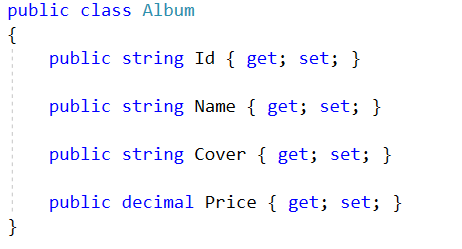 public class Album
{
    public string Id { get; set; }
    public string Name { get; set; }
    public string Cover { get; set; }
    public decimal Price { get; set; }
}